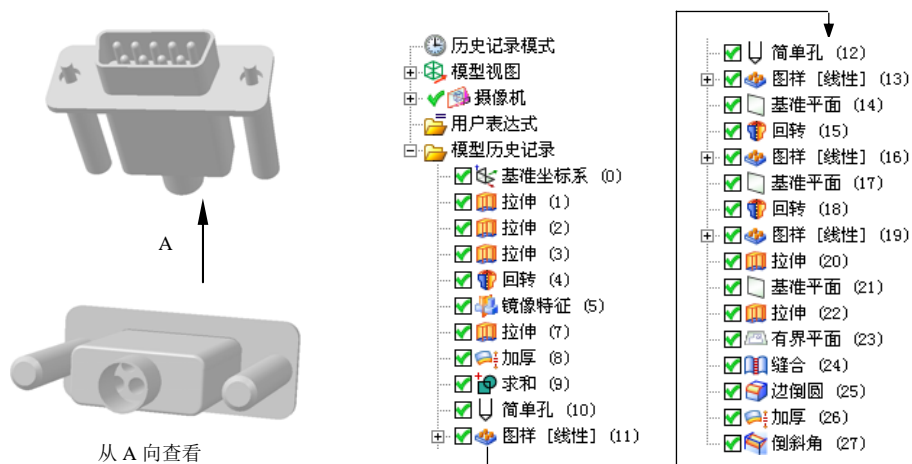 A
从 A 向查看
历史记录模式
模型视图
摄像机
用户表达式
模型历史记录
基准坐标系 (0)
拉伸 (1)
拉伸 (2)
拉伸 (3)
回转 (4)
镜像特征 (5)
拉伸 (7)
加厚 (8)
求和 (9)
简单孔 (10)
图样 [线性] (11)
简单孔 (12)
图样 [线性] (13)
基准平面 (14)
回转 (15)
图样 [线性] (16)
基准平面 (17)
回转 (18)
图样 [线性] (19)
拉伸 (20)
基准平面 (21)
拉伸 (22)
有界平面 (23)
缝合 (24)
边倒圆 (25)
加厚 (26)
倒斜角 (27)